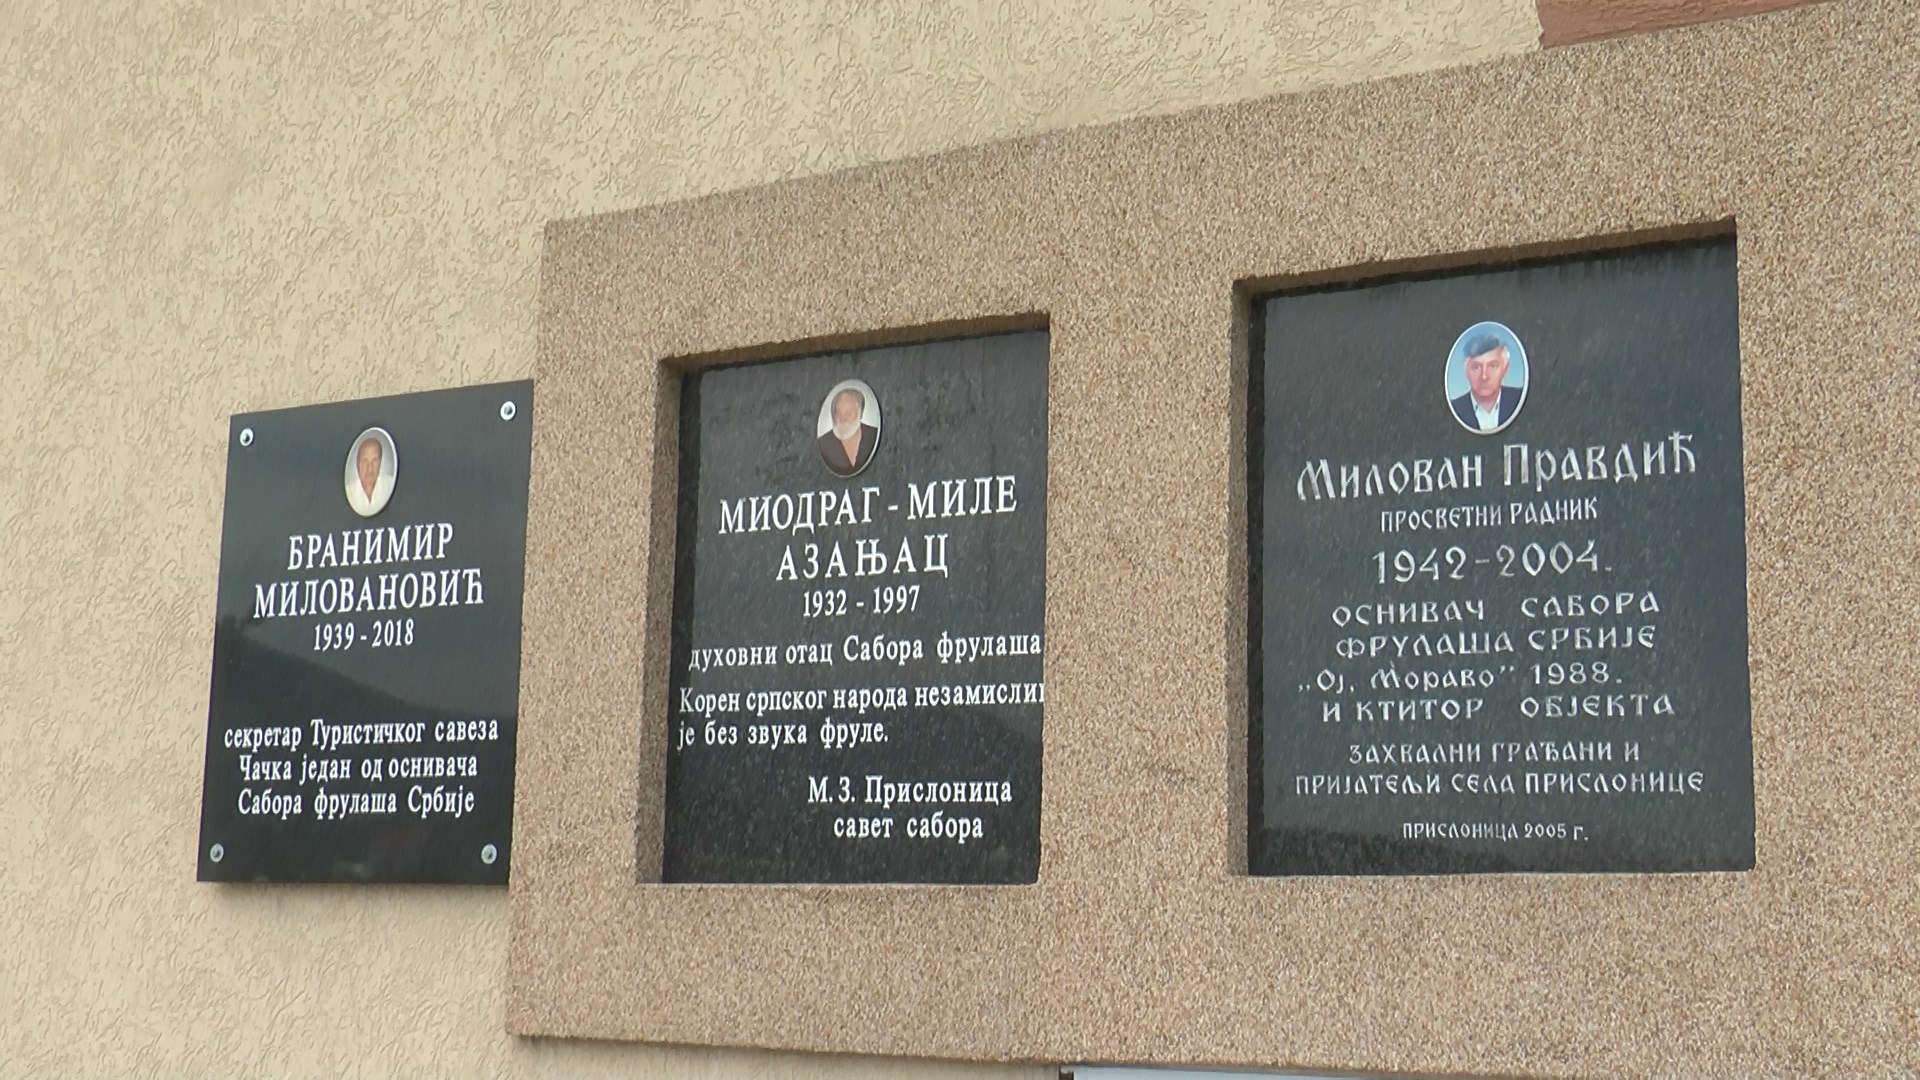 БРАНИМИР
МИЛОВАНОВИЋ
1939 - 2018
секретар Туристичког савеза
Чачка један од оснивача
Сабора фрулаша Србије
МИОДРАГ - МИЛЕ
АЗАЊАЦ
1932 - 1997
духовни отац Сабора фрулаша
Корен српског народа незамислив
је без звука фруле.
М. З. Прислоница
савет сабора
Милован Правдић
ПРОСВЕТНИ РАДНИК
1942-2004.
ОСНИВАЧ САБОРА
ФРУЛАША СРБИЈЕ
„Ој, Мораво” 1988.
И КТИТОР ОБЈЕКТА
ЗАХВАЛНИ ГРАЂАНИ И
ПРИЈАТЕЉИ СЕЛА ПРИСЛОНИЦЕ
ПРИСЛОНИЦА 2005 г.